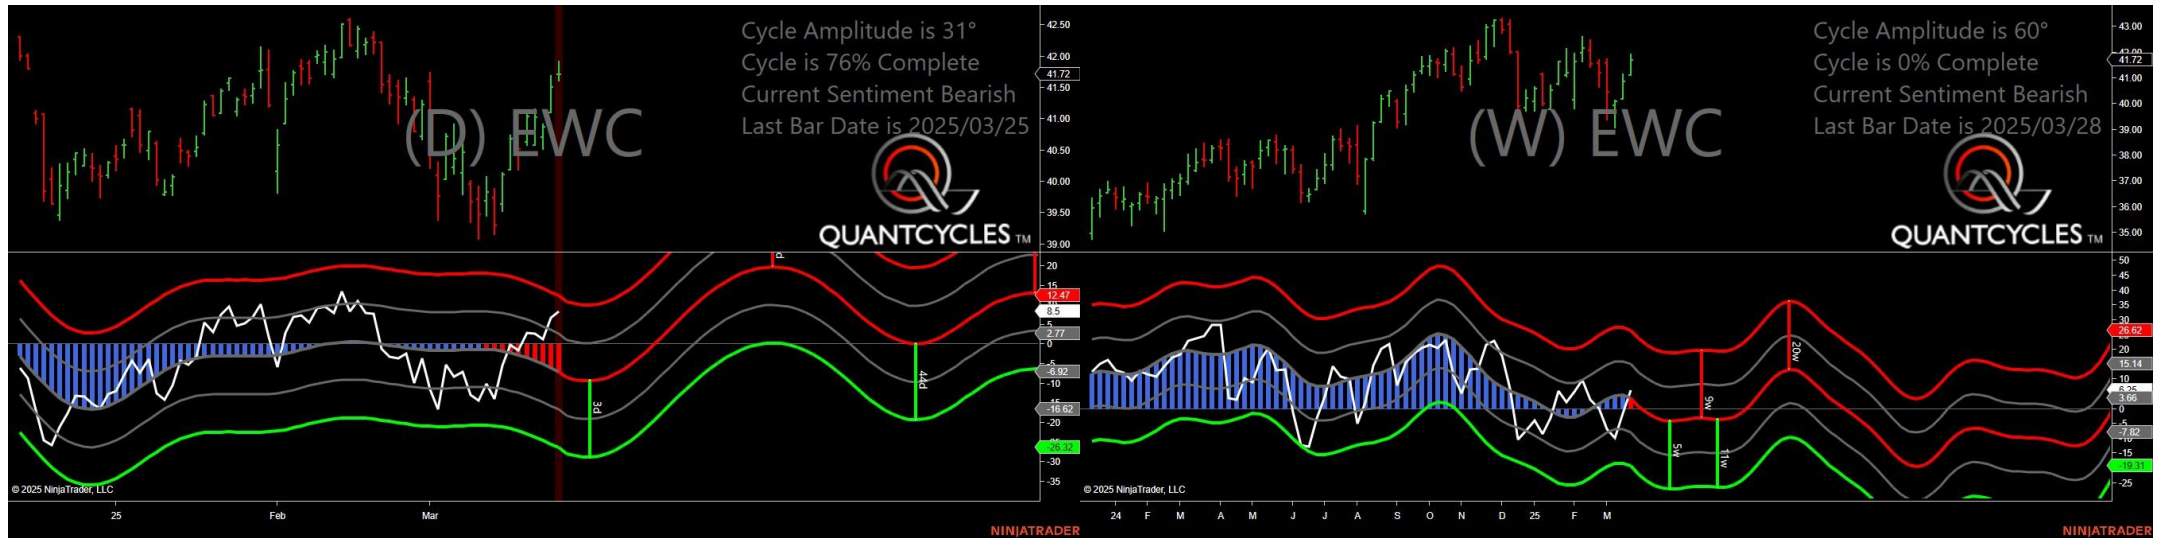 Cycle Amplitude is 31°
Cycle is 76% Complete
Current Sentiment Bearish
Last Bar Date is 2025/03/25
(D) EWC
QUANTCYCLES TM
42.50
42.00
41.72
41.50
41.00
40.50
40.00
39.50
39.00
20
15
12.47
8.5
5
2.77
0
-5
-6.92
-10
-15
-16.62
-20
-26.32
-30
-35
3d
44d
© 2025 NinjaTrader, LLC
25
Feb
Mar
NINJATRADER
Cycle Amplitude is 60°
Cycle is 0% Complete
Current Sentiment Bearish
Last Bar Date is 2025/03/28
(W) EWC
QUANTCYCLES TM
43.00
42.00
41.72
41.00
40.00
39.00
38.00
37.00
36.00
35.00
50
45
40
35
30
26.62
20
15.14
10
6.25
3.66
0
-5
-7.82
-15
-19.31
-25
5w
9w
11w
20w
© 2025 NinjaTrader, LLC
24
F
M
A
M
J
J
A
S
O
N
D
25
F
M
NINJATRADER